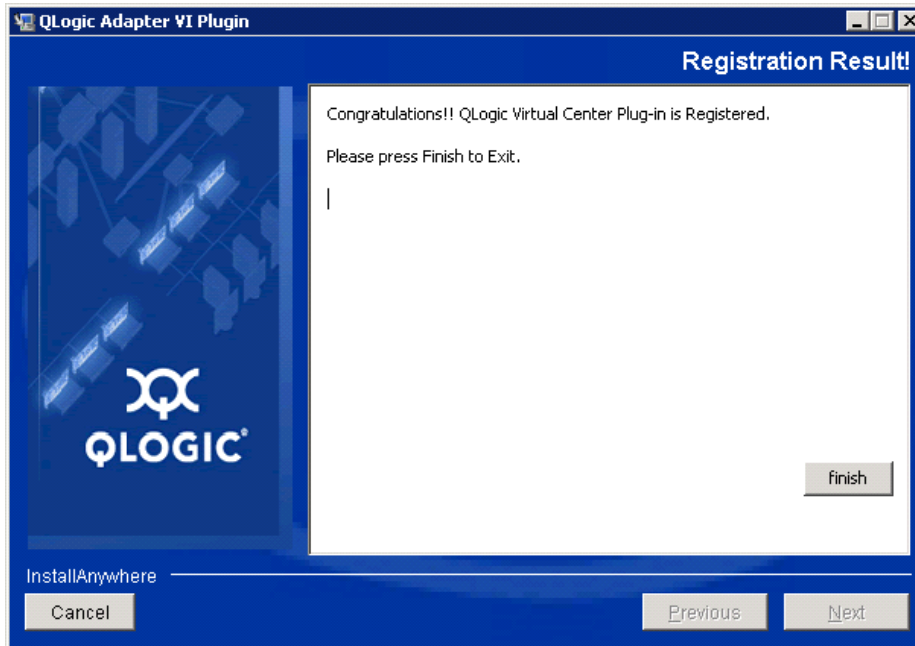 QLogic Adapter VI Plugin
Registration Result!
Congratulations!! QLogic Virtual Center Plug-in is Registered.
Please press Finish to Exit.
QLOGIC®
finish
InstallAnywhere
Cancel
Previous
Next